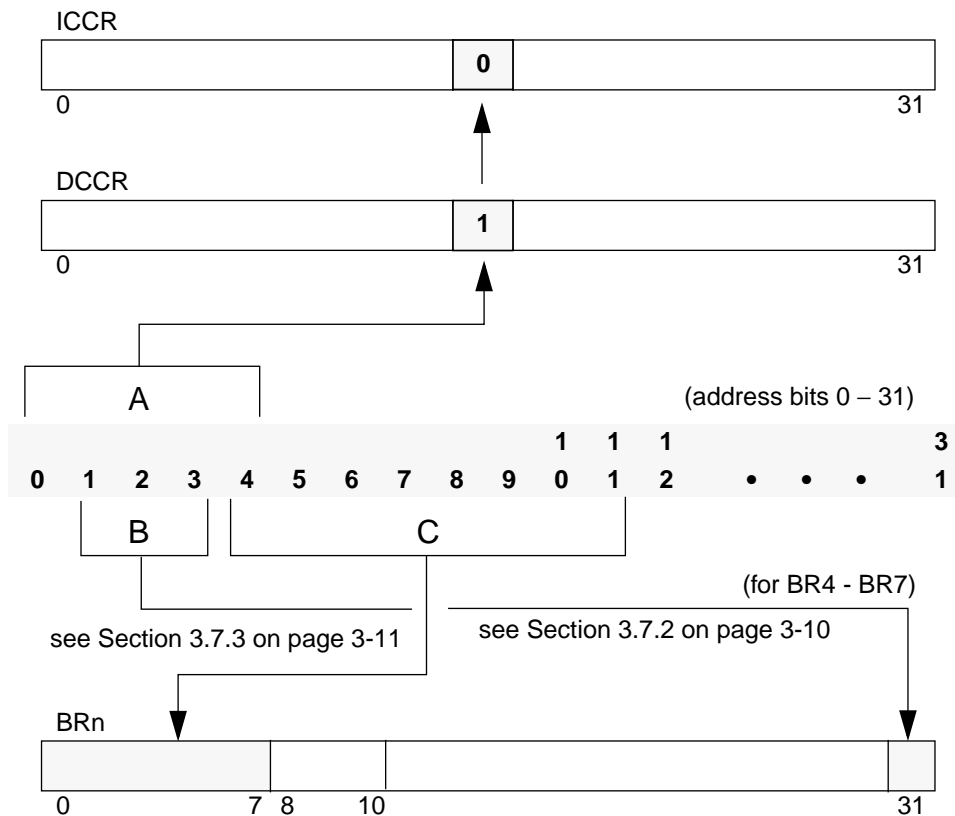 ICCR
0
0 31
DCCR
1
0 31
A
(address bits 0 – 31)
1 1 1 3
0 1 2 3 4 5 6 7 8 9 0 1 2 • • • 1
B C
(for BR4 - BR7)
see Section 3.7.3 on page 3-11 see Section 3.7.2 on page 3-10
BRn
0 7 8 10 31